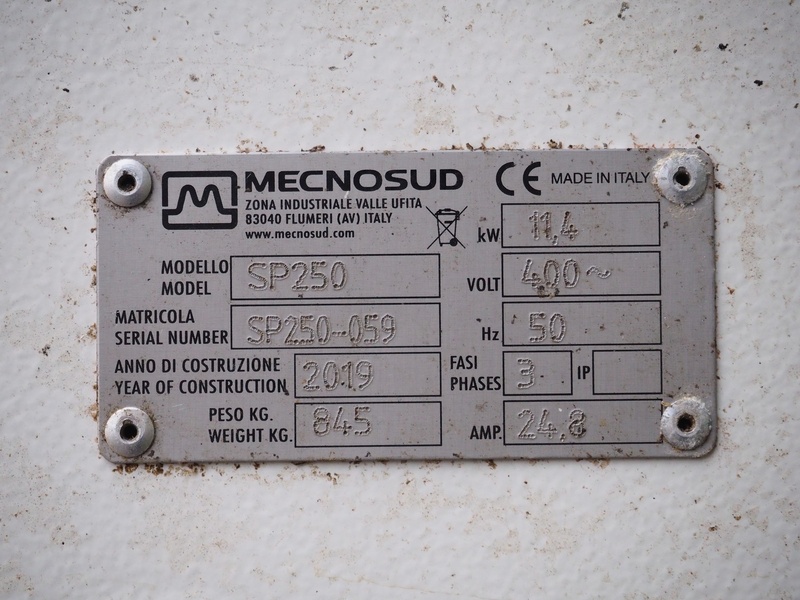 MECNOSUD
ZONA INDUSTRIALE VALLE UFITA
83040 FLUMERI (AV) ITALY
www.mecnosud.com
CE MADE IN ITALY
kW 11,4
MODELLO
MODEL SP250
VOLT 400~
MATRICOLA
SERIAL NUMBER SP250-059
Hz 50
ANNO DI COSTRUZIONE
YEAR OF CONSTRUCTION 2019
FASI
PHASES 3 IP
PESO KG.
WEIGHT KG. 845
AMP. 24,8